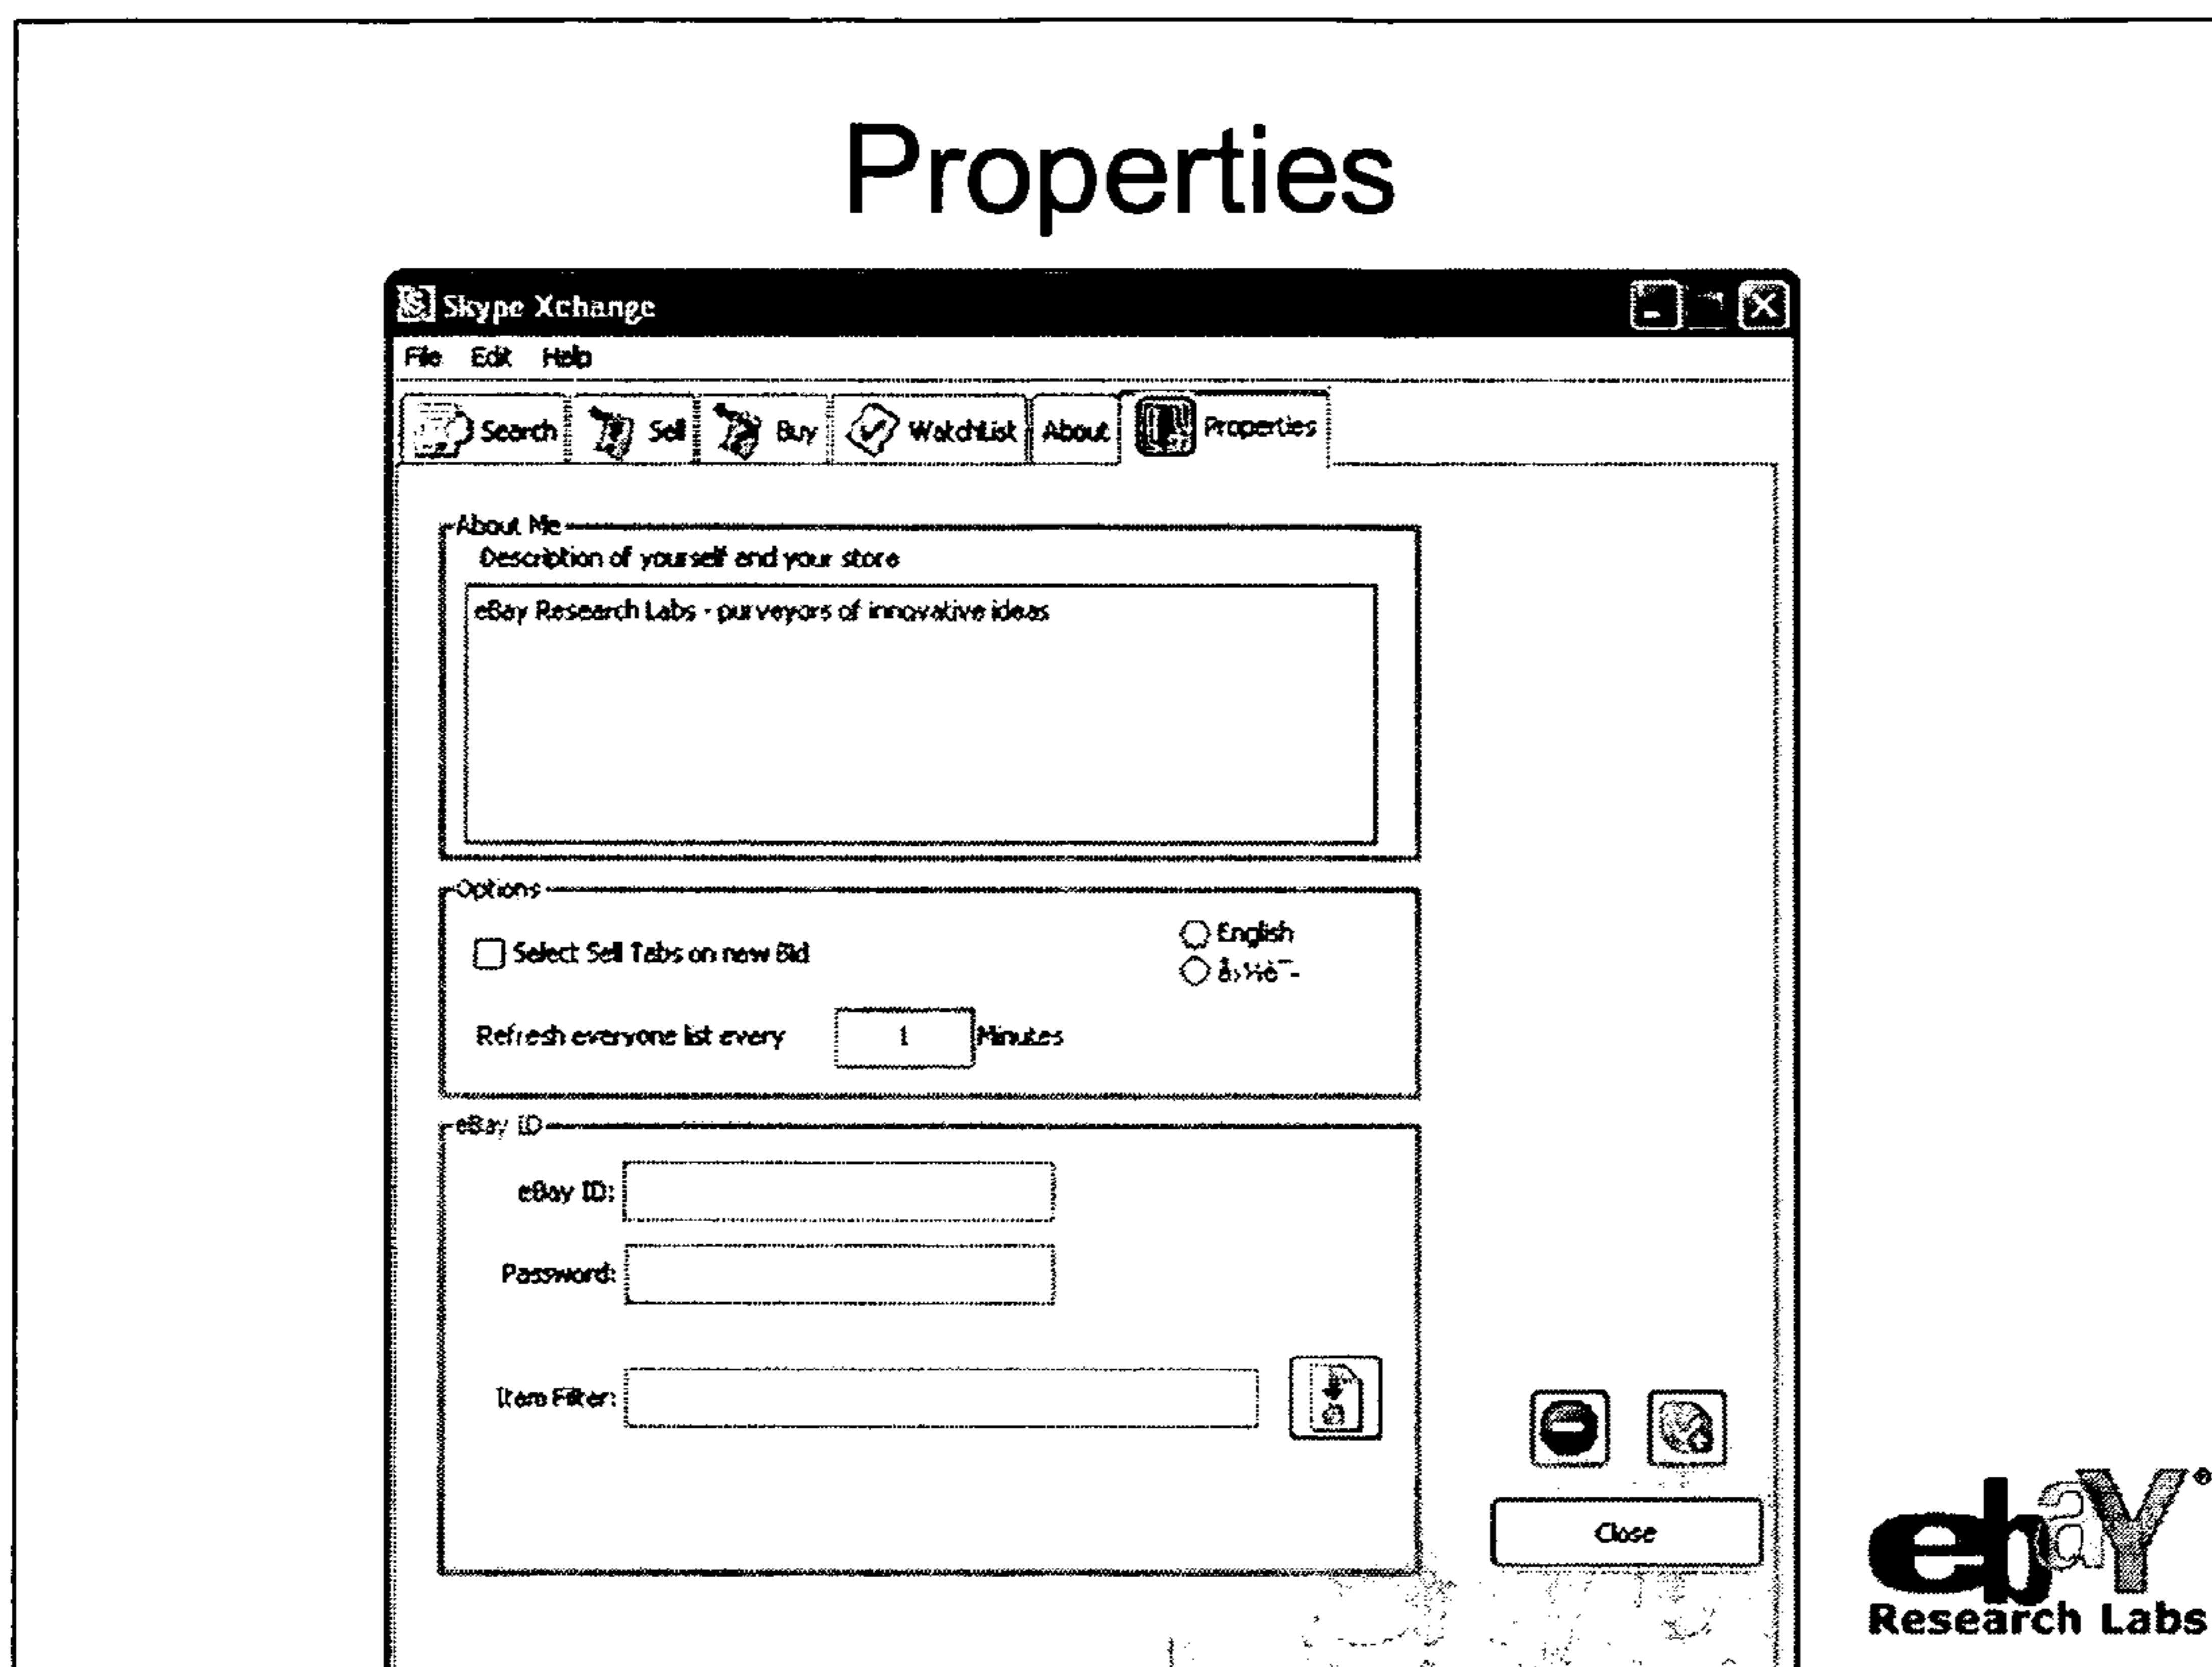 Properties
Skype Xchange
File Edit Help
Search Sell Buy WatchList About Properties
About Me
Description of yourself and your store
eBay Research Labs - purveyors of innovative ideas
Options
Select Sell Tabs on new Bid
English
Refresh everyone list every 1 Minutes
eBay ID
eBay ID:
Password:
Item Filter:
Close
ebaY®
Research Labs